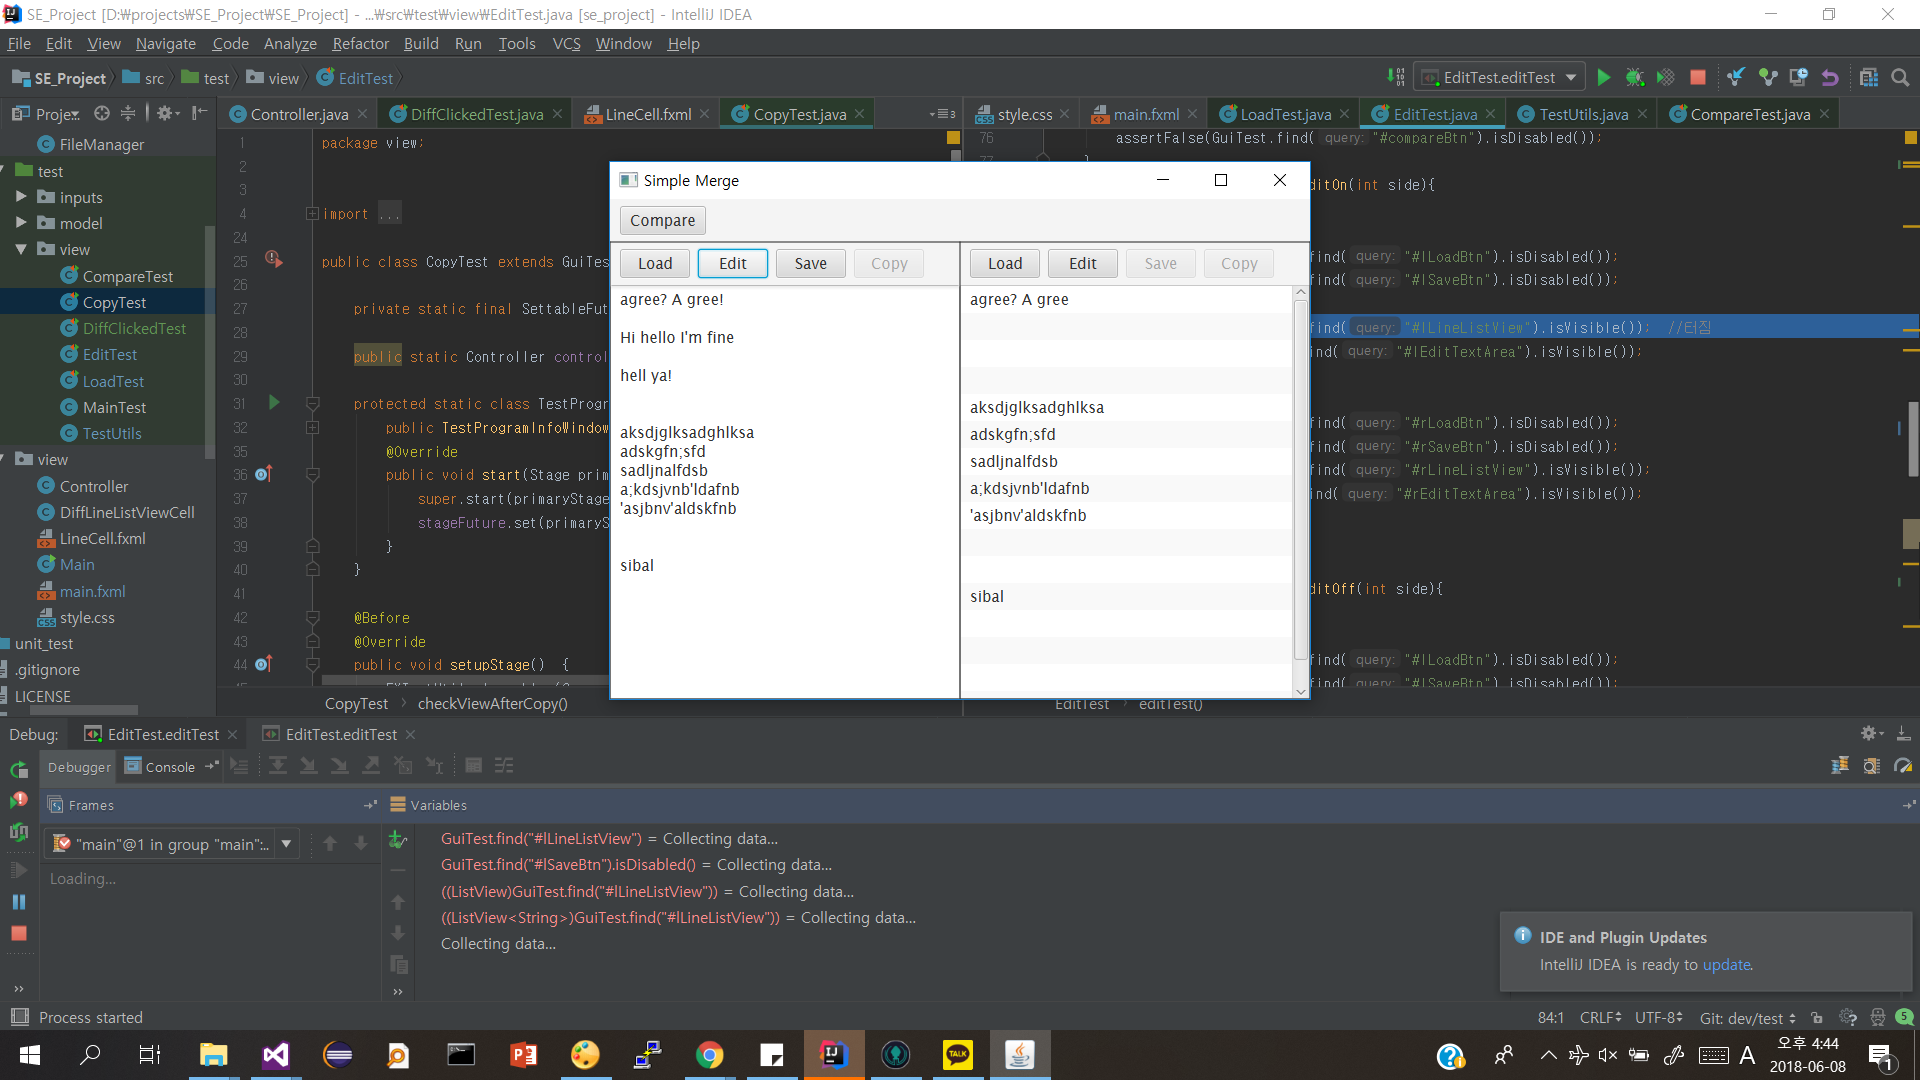 SE_Project [D:₩projects₩SE_Project₩SE_Project] - ...₩src₩test₩view₩EditTest.java [se_project] - IntelliJ IDEA
File Edit View Navigate Code Analyze Refactor Build Run Tools VCS Window Help
SE_Project src test view EditTest
EditTest.editTest
Proje..
Controller.java DiffClickedTest.java LineCell.fxml CopyTest.java
style.css main.fxml LoadTest.java EditTest.java TestUtils.java CompareTest.java
FileManager
test
inputs
model
view
CompareTest
CopyTest
DiffClickedTest
EditTest
LoadTest
MainTest
TestUtils
view
Controller
DiffLineListViewCell
LineCell.fxml
Main
main.fxml
style.css
unit_test
.gitignore
LICENSE
1 package view;
2
3
4 import ...
24
25 public class CopyTest extends GuiTes
26
27 private static final SettableFut
28
29 public static Controller control
30
31 protected static class TestProgr
32 public TestProgramInfoWindow
@Override
36 public void start(Stage prim
37 super.start(primaryStage
38 stageFuture.set(primaryS
39 }
40 }
41
42 @Before
43 @Override
44 public void setupStage() {
CopyTest checkViewAfterCopy()
Simple Merge
Compare
Load Edit Save Copy
agree? A gree!
Hi hello I'm fine
hell ya!
aksdjglksadghlksa
adskgfn;sfd
sadljnalfdsb
a;kdsjvnb'ldafnb
'asjbnv'aldskfnb
sibal
Load Edit Save Copy
agree? A gree
aksdjglksadghlksa
adskgfn;sfd
sadljnalfdsb
a;kdsjvnb'ldafnb
'asjbnv'aldskfnb
sibal
76 assertFalse(GuiTest.find( query: "#compareBtn").isDisabled());
ditOn(int side){
find( query: "#lLoadBtn").isDisabled());
find( query: "#lSaveBtn").isDisabled());
find( query: "#lLineListView").isVisible()); //터짐
ind( query: "#lEditTextArea").isVisible());
find( query: "#rLoadBtn").isDisabled());
find( query: "#rSaveBtn").isDisabled());
find( query: "#rLineListView").isVisible());
ind( query: "#rEditTextArea").isVisible());
ditOff(int side){
find( query: "#lLoadBtn").isDisabled());
find( query: "#lSaveBtn").isDisabled());
EditTest editTest()
Debug: EditTest.editTest EditTest.editTest
Debugger Console
Frames
Variables
"main"@1 in group "main":..
Loading...
GuiTest.find("#lLineListView") = Collecting data...
GuiTest.find("#lSaveBtn").isDisabled() = Collecting data...
((ListView)GuiTest.find("#lLineListView")) = Collecting data...
((ListView<String>)GuiTest.find("#lLineListView")) = Collecting data...
Collecting data...
IDE and Plugin Updates
IntelliJ IDEA is ready to update.
Process started
84:1 CRLF UTF-8 Git: dev/test 5
TALK
A
오후 4:44
2018-06-08
1